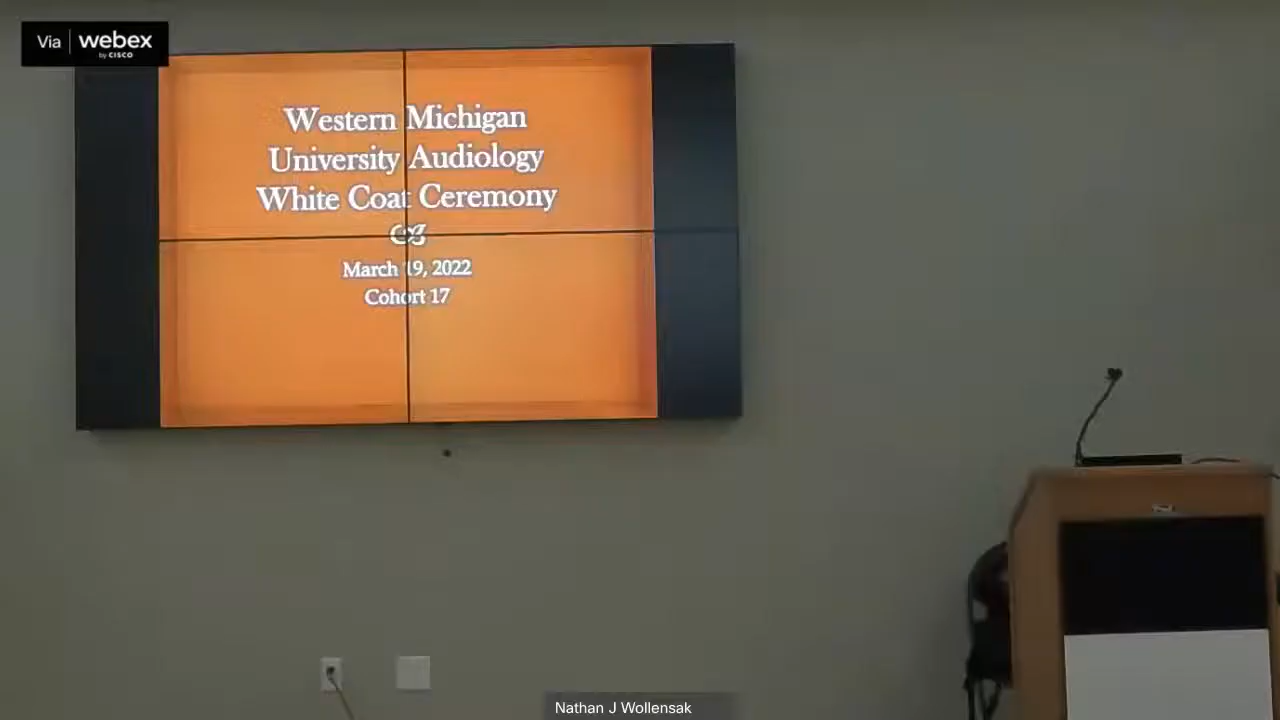 Via webex
by CISCO
Western Michigan
University Audiology
White Coat Ceremony
March 19, 2022
Cohort 17
Nathan J Wollensak